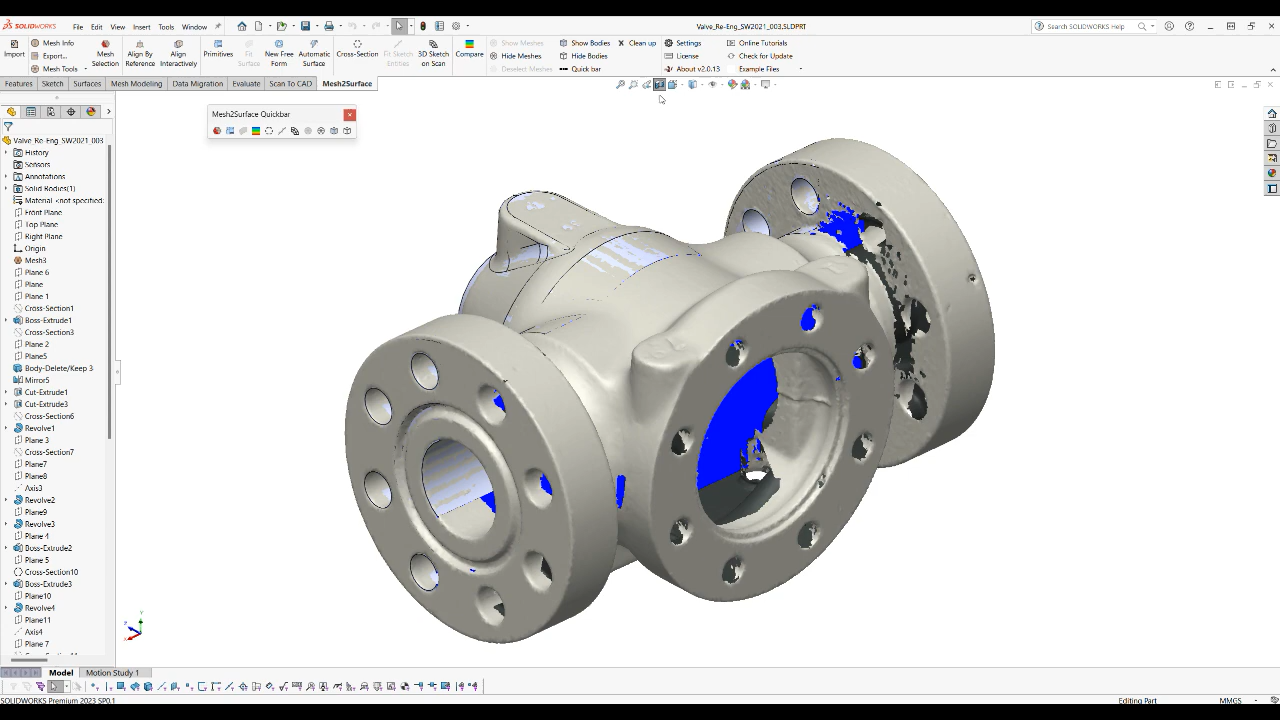 SOLIDWORKS File Edit View Insert Tools Window Valve_Re-Eng_SW2021_003.SLDPRT Search SOLIDWORKS Help
Import Mesh Info Export... Mesh Tools Mesh Selection Align By Reference Align Interactively Primitives Fit Surface New Free Form Automatic Surface Cross-Section Fit Sketch Entities 3D Sketch on Scan Compare Show Meshes Hide Meshes Deselect Meshes Show Bodies Hide Bodies Quick bar Clean up Settings License About v2.0.13 Online Tutorials Check for Update Example Files
Features Sketch Surfaces Mesh Modeling Data Migration Evaluate Scan To CAD Mesh2Surface
Mesh2Surface Quickbar
Valve_Re-Eng_SW2021_003
History
Sensors
Annotations
Solid Bodies(1)
Material <not specified>
Front Plane
Top Plane
Right Plane
Origin
Mesh3
Plane 6
Plane
Plane 1
Cross-Section1
Boss-Extrude1
Cross-Section3
Plane 2
Plane5
Body-Delete/Keep 3
Mirror5
Cut-Extrude1
Cut-Extrude3
Cross-Section6
Revolve1
Plane 3
Cross-Section7
Plane7
Plane8
Axis3
Revolve2
Plane9
Revolve3
Plane 4
Boss-Extrude2
Plane 5
Cross-Section10
Boss-Extrude3
Plane10
Revolve4
Plane11
Axis4
Plane 7
Model Motion Study 1
SOLIDWORKS Premium 2023 SP0.1 Editing Part MMGS